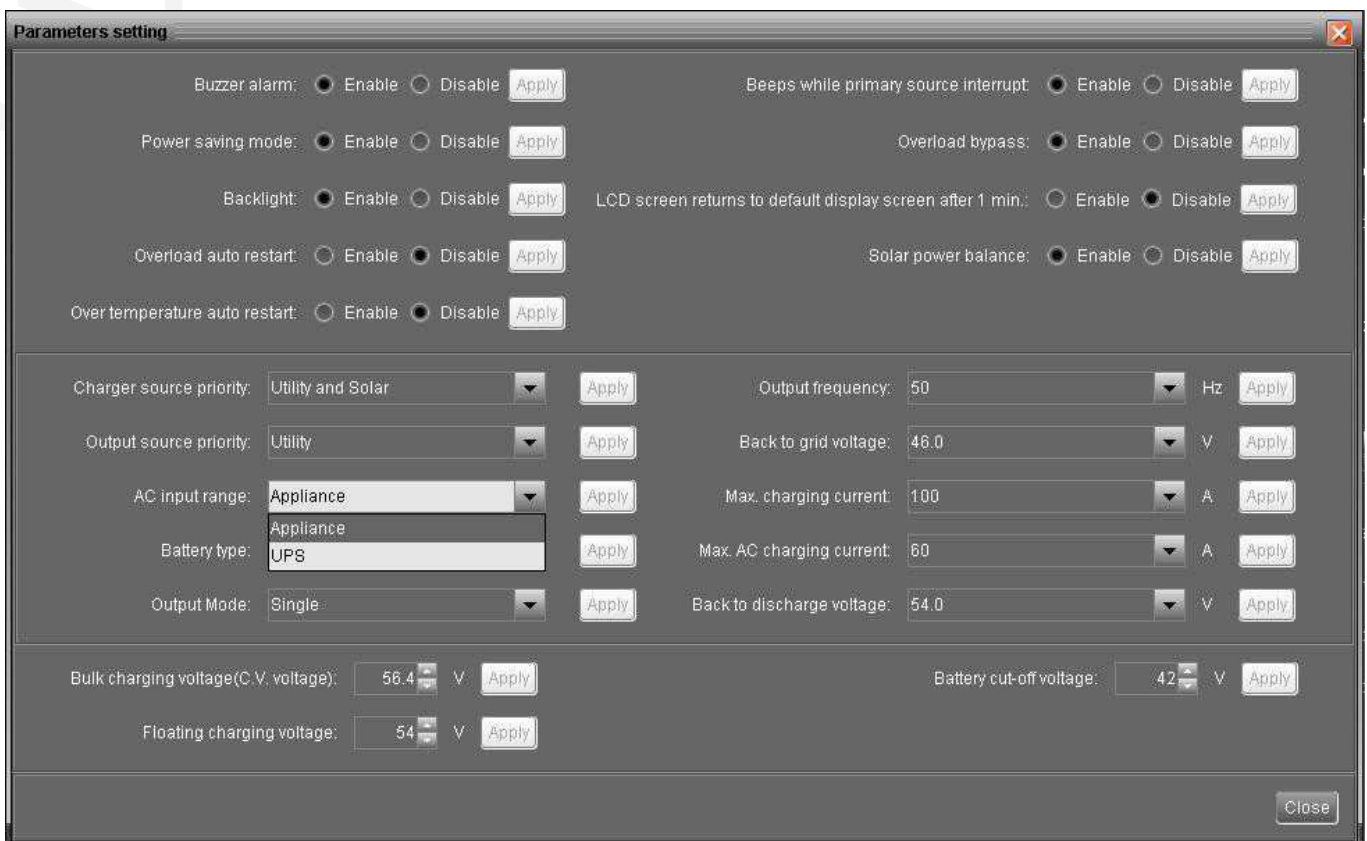 Parameters setting
Buzzer alarm: Enable Disable Apply Beeps while primary source interrupt: Enable Disable Apply
Power saving mode: Enable Disable Apply Overload bypass: Enable Disable Apply
Backlight: Enable Disable Apply LCD screen returns to default display screen after 1 min.: Enable Disable Apply
Overload auto restart: Enable Disable Apply Solar power balance: Enable Disable Apply
Over temperature auto restart: Enable Disable Apply
Charger source priority: Utility and Solar Apply Output frequency: 50 Hz Apply
Output source priority: Utility Apply Back to grid voltage: 46.0 V Apply
AC input range: Appliance Apply Max. charging current: 100 A Apply
Appliance
Battery type: UPS Apply Max. AC charging current: 60 A Apply
Output Mode: Single Apply Back to discharge voltage: 54.0 V Apply
Bulk charging voltage(C.V. voltage): 56.4 V Apply Battery cut-off voltage: 42 V Apply
Floating charging voltage: 54 V Apply
Close